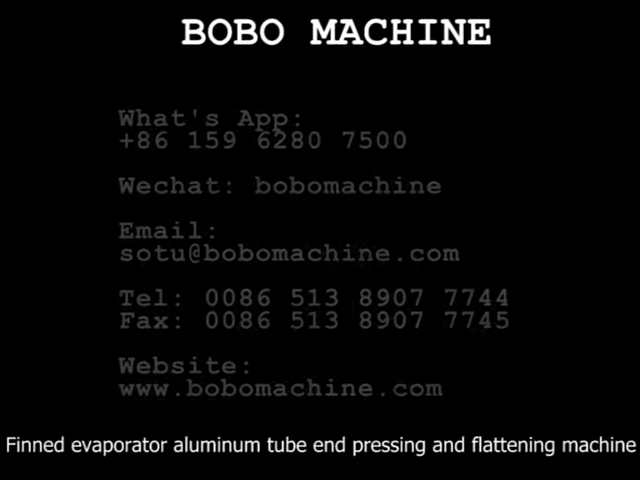 BOBO MACHINE
What's App:
+86 159 6280 7500
Wechat: bobomachine
Email:
sotu@bobomachine.com
Tel: 0086 513 8907 7744
Fax: 0086 513 8907 7745
Website:
www.bobomachine.com
Finned evaporator aluminum tube end pressing and flattening machine